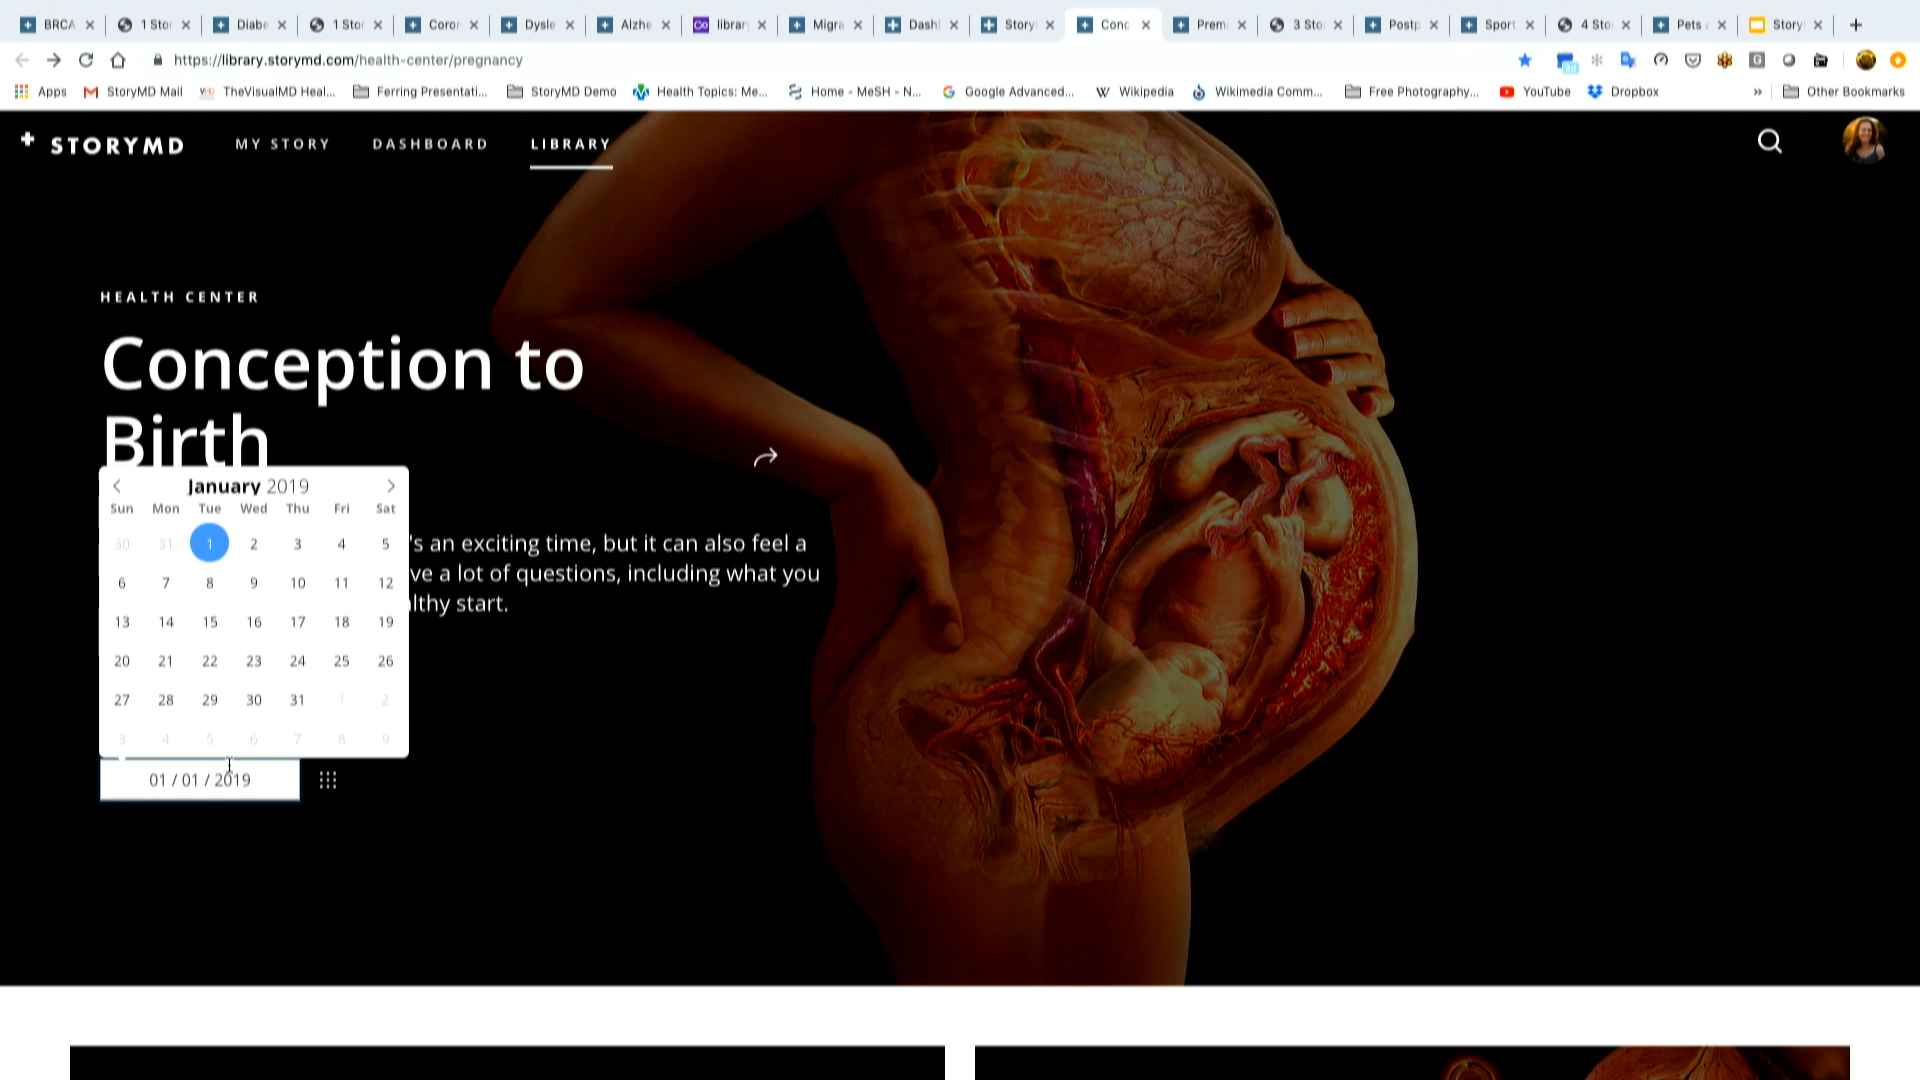 BRCA
1 Stor
Diabe
1 Stor
Coror
Dysle
Alzhe
librar
Migra
Dashl
Story
Conc
Prem
3 Sto
Postp
Sport
4 Sto
Pets
Story
https://library.storymd.com/health-center/pregnancy
Apps
StoryMD Mail
TheVisualMD Heal...
Ferring Presentati...
StoryMD Demo
Health Topics: Me...
Home - MeSH - N...
Google Advanced...
Wikipedia
Wikimedia Comm...
Free Photography...
YouTube
Dropbox
»
Other Bookmarks
STORYMD
MY STORY
DASHBOARD
LIBRARY
HEALTH CENTER
Conception to
Birth
January 2019
Sun Mon Tue Wed Thu Fri Sat
30 31 1 2 3 4 5
6 7 8 9 10 11 12
13 14 15 16 17 18 19
20 21 22 23 24 25 26
27 28 29 30 31 1 2
3 4 5 6 7 8 9
's an exciting time, but it can also feel a
ve a lot of questions, including what you
lthy start.
01 / 01 / 2019